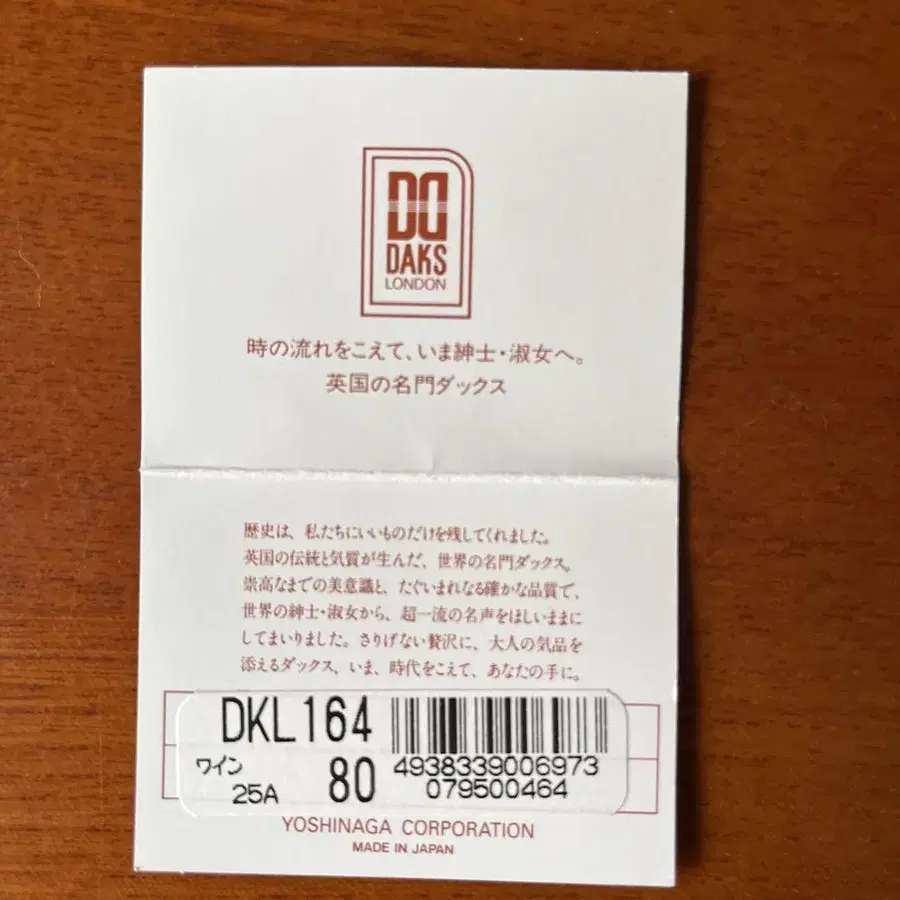 DD
DAKS
LONDON
時の流れをこえて、いま紳士・淑女へ。
英国の名門ダックス
歴史は、私たちにいいものだけを残してくれました。
英国の伝統と気質が生んだ、世界の名門ダックス。
崇高なまでの美意識と、たぐいまれなる確かな品質で、
世界の紳士・淑女から、超一流の名声をほしいままに
してまいりました。さりげない贅沢に、大人の気品を
添えるダックス、いま、時代をこえて、あなたの手に。
DKL164
ワイン 80 4938339006973
25A 079500464
YOSHINAGA CORPORATION
MADE IN JAPAN